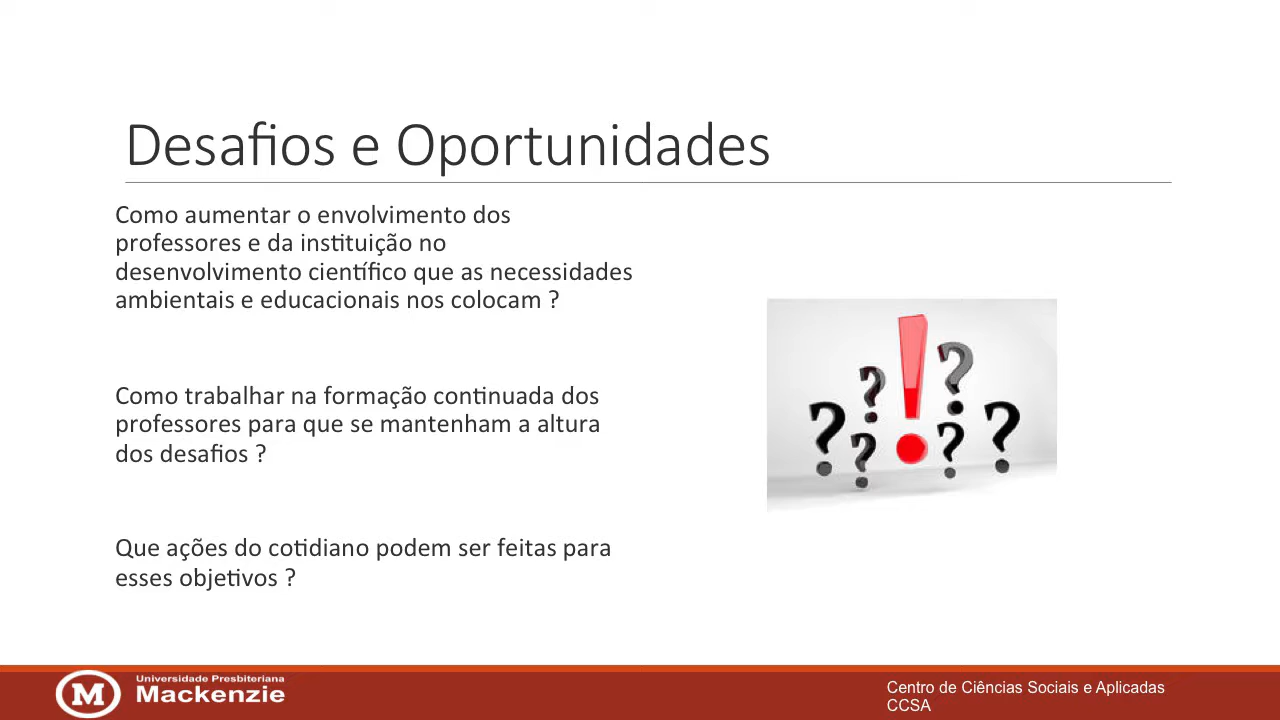 Desafios e Oportunidades
Como aumentar o envolvimento dos
professores e da instituição no
desenvolvimento científico que as necessidades
ambientais e educacionais nos colocam ?
Como trabalhar na formação continuada dos
professores para que se mantenham a altura
dos desafios ?
Que ações do cotidiano podem ser feitas para
esses objetivos ?
! ? ? ? ? ? ?
M
Universidade Presbiteriana
Mackenzie
Centro de Ciências Sociais e Aplicadas
CCSA